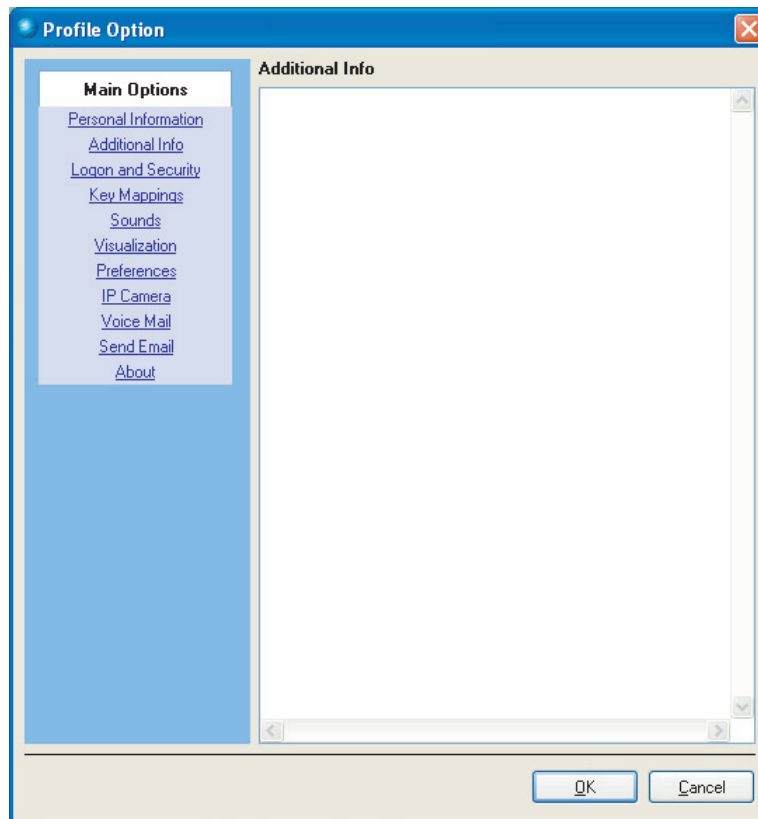 Profile Option
Main Options
Personal Information
Additional Info
Logon and Security
Key Mappings
Sounds
Visualization
Preferences
IP Camera
Voice Mail
Send Email
About
Additional Info
OK
Cancel